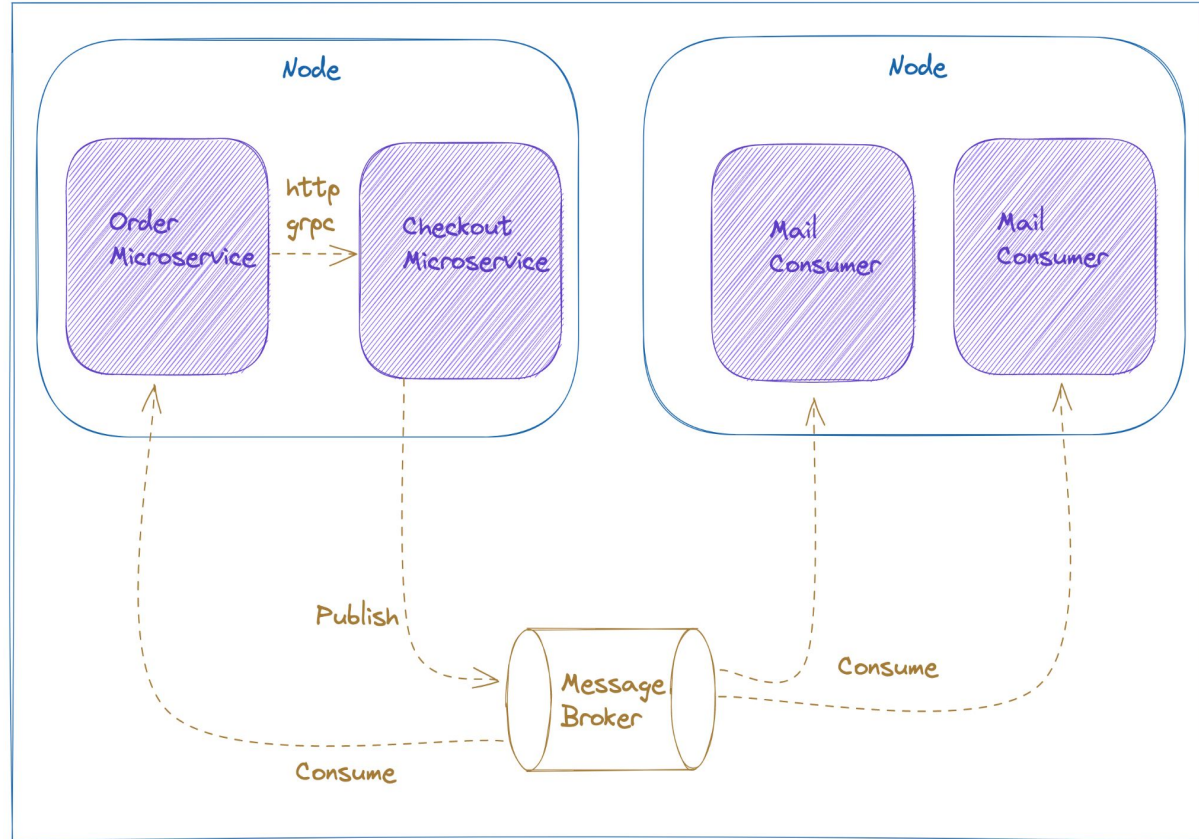 Node
Node
http
grpc
Order
Microservice
Checkout
Microservice
Mail
Consumer
Mail
Consumer
Publish
Message
Broker
Consume
Consume